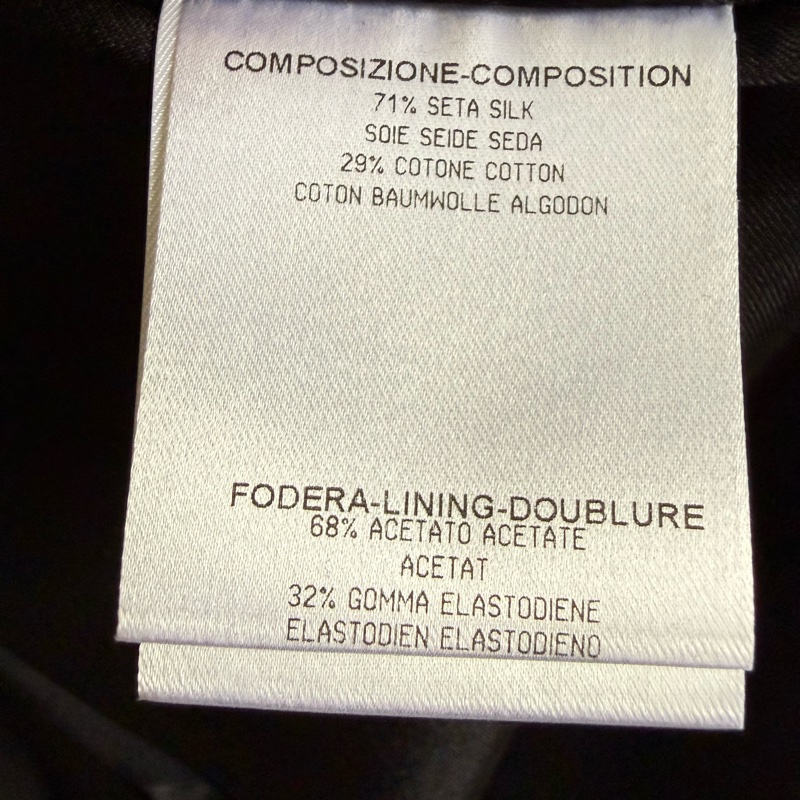 COMPOSIZIONE-COMPOSITION
71% SETA SILK
SOIE SEIDE SEDA
29% COTONE COTTON
COTON BAUMWOLLE ALGODON
FODERA-LINING-DOUBLURE
68% ACETATO ACETATE
ACETAT
32% GOMMA ELASTODIENE
ELASTODIEN ELASTODIENO